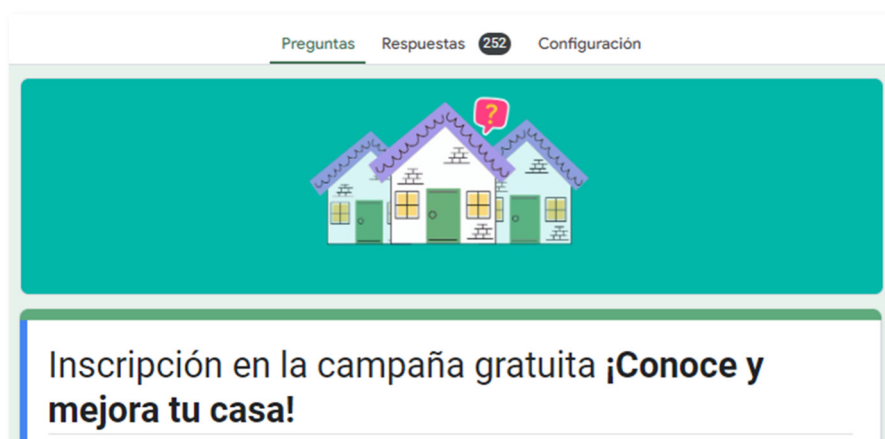 Preguntas Respuestas 252 Configuración
?
Inscripción en la campaña gratuita ¡Conoce y
mejora tu casa!